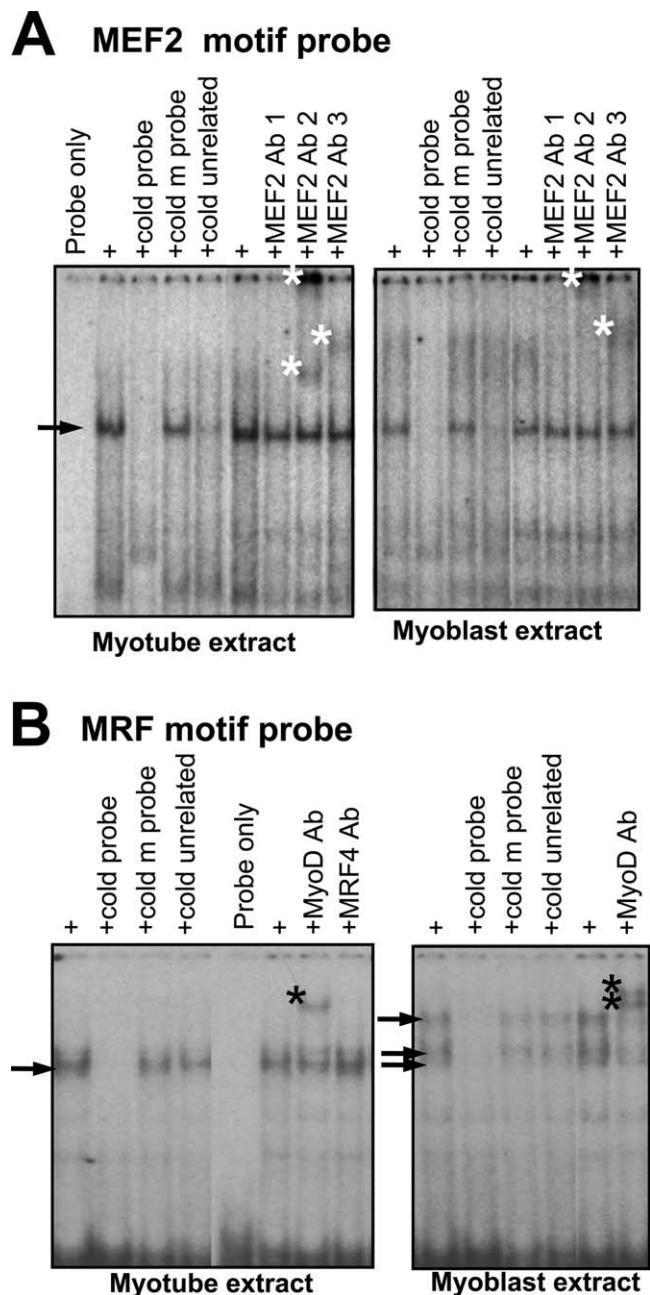 A MEF2 motif probe
Probe only
+
+cold probe
+cold m probe
+cold unrelated
+
+MEF2 Ab 1
+MEF2 Ab 2
+MEF2 Ab 3
+
+cold probe
+cold m probe
+cold unrelated
+
+MEF2 Ab 1
+MEF2 Ab 2
+MEF2 Ab 3
*
*
*
*
*
Myotube extract
Myoblast extract
B MRF motif probe
+
+cold probe
+cold m probe
+cold unrelated
Probe only
+
+MyoD Ab
+MRF4 Ab
+
+cold probe
+cold m probe
+cold unrelated
+
+MyoD Ab
*
*
*
Myotube extract
Myoblast extract